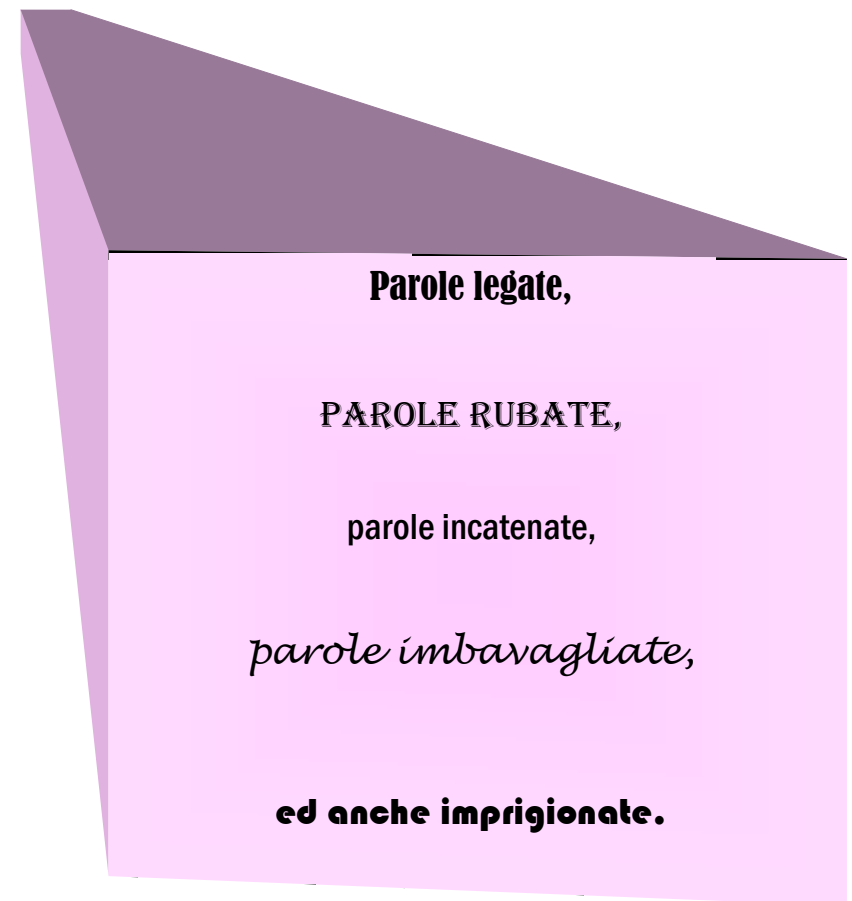 Parole legate,
PAROLE RUBATE,
parole incatenate,
parole imbavagliate,
ed anche imprigionate.